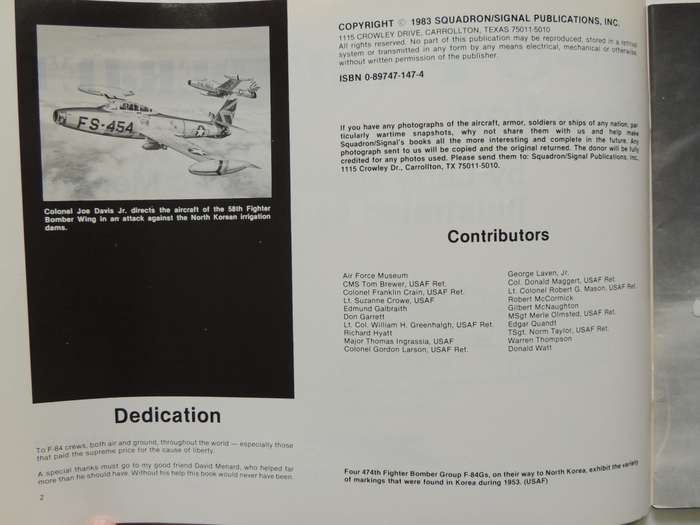 FS-454
Colonel Joe Davis Jr. directs the aircraft of the 58th Fighter
Bomber Wing in an attack against the North Korean irrigation
dams.
Dedication
To F-84 crews, both air and ground, throughout the world — especially those
that paid the supreme price for the cause of liberty.
A special thanks must go to my good friend David Menard, who helped far
more than he should have. Without his help this book would never have been.
2
COPYRIGHT © 1983 SQUADRON/SIGNAL PUBLICATIONS, INC.
1115 CROWLEY DRIVE, CARROLLTON, TEXAS 75011-5010
All rights reserved. No part of this publication may be reproduced, stored in a retrieval
system or transmitted in any form by any means electrical, mechanical or otherwise,
without written permission of the publisher.
ISBN 0-89747-147-4
If you have any photographs of the aircraft, armor, soldiers or ships of any nation, par
ticularly wartime snapshots, why not share them with us and help make
Squadron/Signal's books all the more interesting and complete in the future. Any
photograph sent to us will be copied and the original returned. The donor will be fully
credited for any photos used. Please send them to: Squadron/Signal Publications, Inc.,
1115 Crowley Dr., Carrollton, TX 75011-5010.
Contributors
Air Force Museum
CMS Tom Brewer, USAF Ret.
Colonel Franklin Crain, USAF Ret.
Lt. Suzanne Crowe, USAF
Edmund Galbraith
Don Garrett
Lt. Col. William H. Greenhalgh, USAF Ret.
Richard Hyatt
Major Thomas Ingrassia, USAF
Colonel Gordon Larson, USAF Ret.
George Laven, Jr.
Col. Donald Maggert, USAF Ret.
Lt. Colonel Robert G. Mason, USAF Ret.
Robert McCormick
Gilbert McNaughton
MSgt Merle Olmsted, USAF Ret.
Edgar Quandt
TSgt. Norm Taylor, USAF Ret.
Warren Thompson
Donald Watt
Four 474th Fighter Bomber Group F-84Gs, on their way to North Korea, exhibit the variety
of markings that were found in Korea during 1953. (USAF)